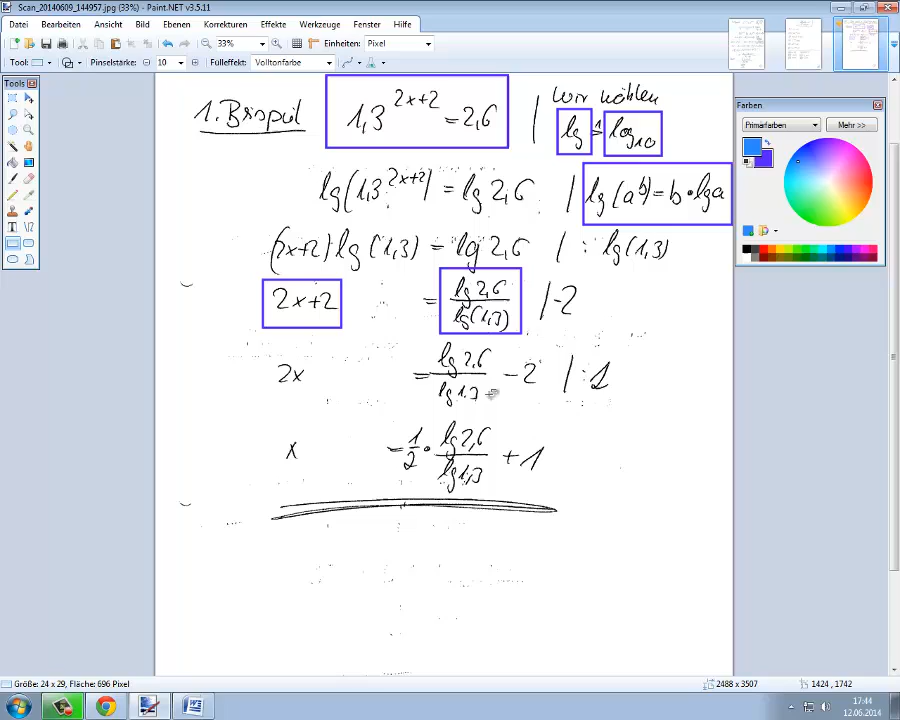 Scan_20140609_144957.jpg (33%) - Paint.NET v3.5.11
Datei Bearbeiten Ansicht Bild Ebenen Korrekturen Effekte Werkzeuge Fenster Hilfe
33% Einheiten: Pixel
Tool: Pinselstärke: 10 Fülleffekt: Volltonfarbe
Tools
Farben
Primärfarben Mehr >>
1. Beispiel 1,3^(2x+2) = 2,6 | wir wählen
lg ≙ log₁₀
lg(1,3^(2x+2)) = lg 2,6 | lg(a^b) = b · lg a
(2x+2) lg(1,3) = lg 2,6 | : lg(1,3)
2x+2 = lg 2,6 / lg(1,3) | -2
2x = lg 2,6 / lg 1,3 - 2 | : 2
x = 1/2 · lg 2,6 / lg 1,3 + 1
Größe: 24 x 29, Fläche: 696 Pixel 2488 x 3507 1424 , 1742
17:44
12.06.2014